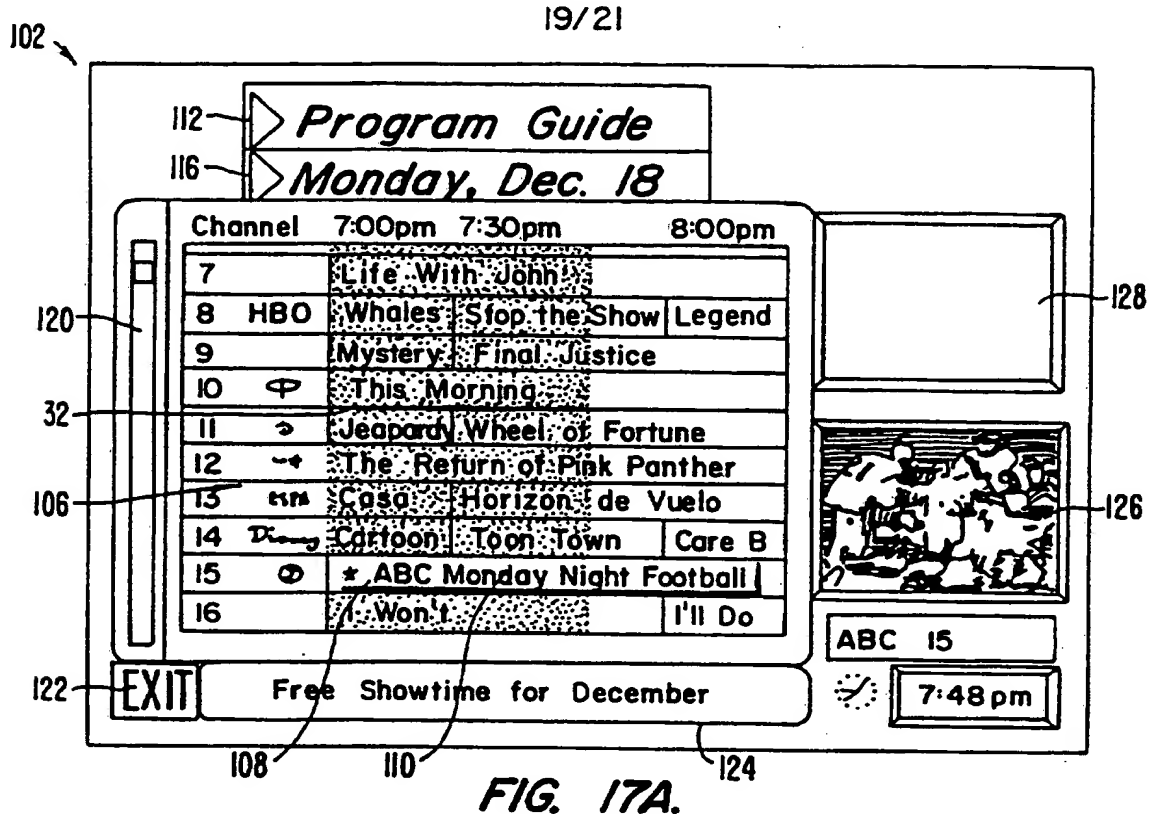 19/21
102
112 Program Guide
116 Monday, Dec. 18
Channel 7:00pm 7:30pm 8:00pm
7 Life With John
8 HBO Whales Stop the Show Legend
9 Mystery Final Justice
10 This Morning
11 Jeapardy Wheel of Fortune
12 The Return of Pink Panther
13 Casa Horizon de Vuelo
14 Disney Cartoon Toon Town Care B
15 * ABC Monday Night Football
16 I Won't I'll Do
120
32
106
128
126
ABC 15
122 EXIT Free Showtime for December
7:48pm
108 110 124
FIG. 17A.